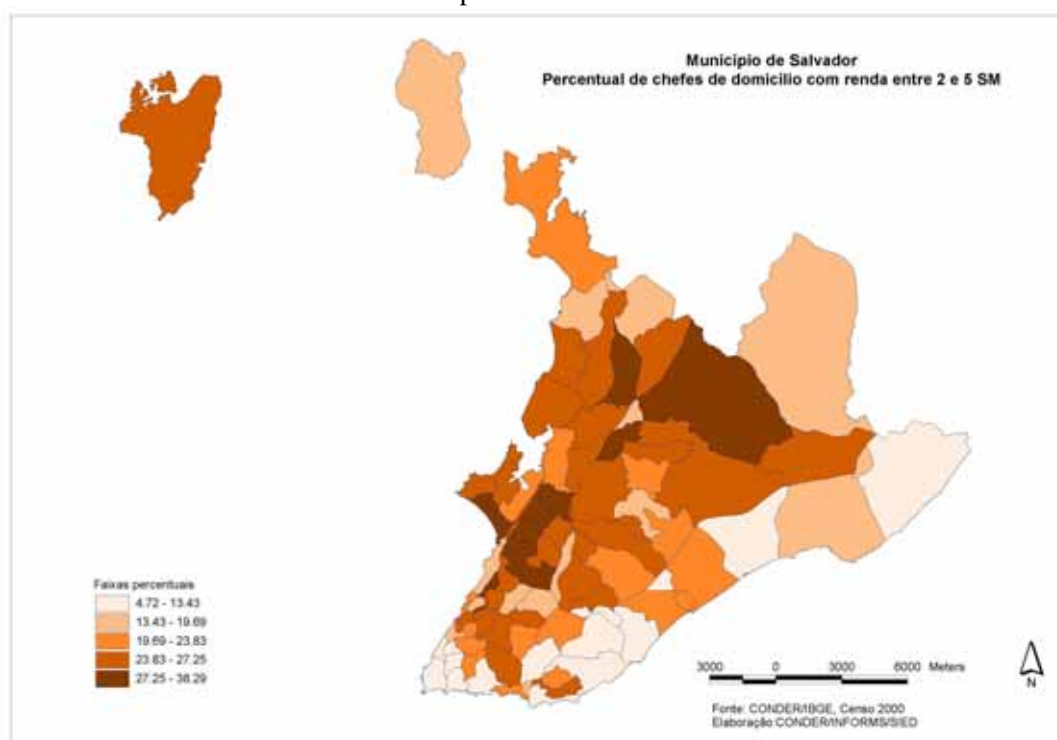 Município de Salvador
Percentual de chefes de domicílio com renda entre 2 e 5 SM
Faixas percentuais
4.72 - 13.43
13.43 - 19.69
19.69 - 23.83
23.83 - 27.25
27.25 - 38.29
3000 0 3000 6000 Meters
N
Fonte: CONDER/IBGE, Censo 2000
Elaboração CONDER/INFORMS/SIED